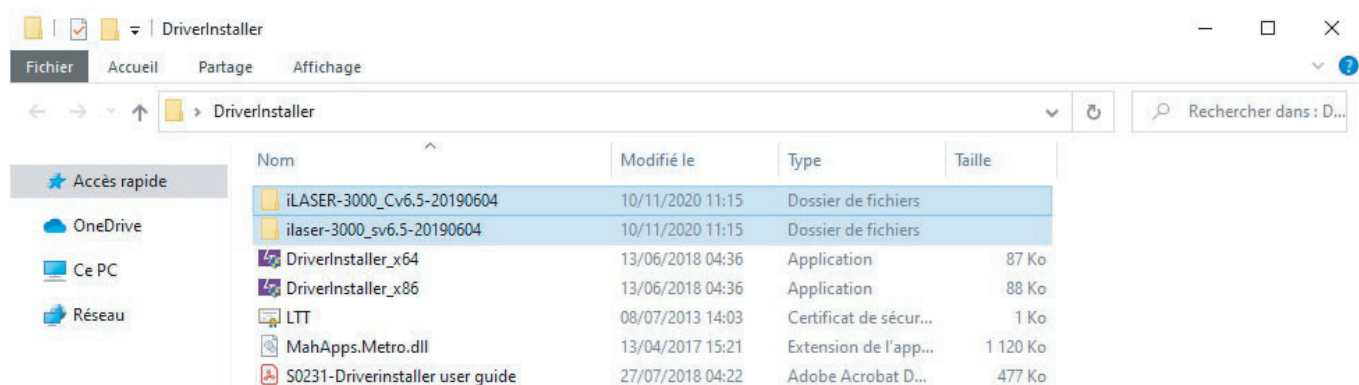 DriverInstaller
Fichier Accueil Partage Affichage
DriverInstaller Rechercher dans : D...
Nom Modifié le Type Taille
Accès rapide
OneDrive
Ce PC
Réseau
iLASER-3000_Cv6.5-20190604 10/11/2020 11:15 Dossier de fichiers
ilaser-3000_sv6.5-20190604 10/11/2020 11:15 Dossier de fichiers
DriverInstaller_x64 13/06/2018 04:36 Application 87 Ko
DriverInstaller_x86 13/06/2018 04:36 Application 88 Ko
LTT 08/07/2013 14:03 Certificat de sécur... 1 Ko
MahApps.Metro.dll 13/04/2017 15:21 Extension de l'app... 1 120 Ko
S0231-Driverinstaller user guide 27/07/2018 04:22 Adobe Acrobat D... 477 Ko